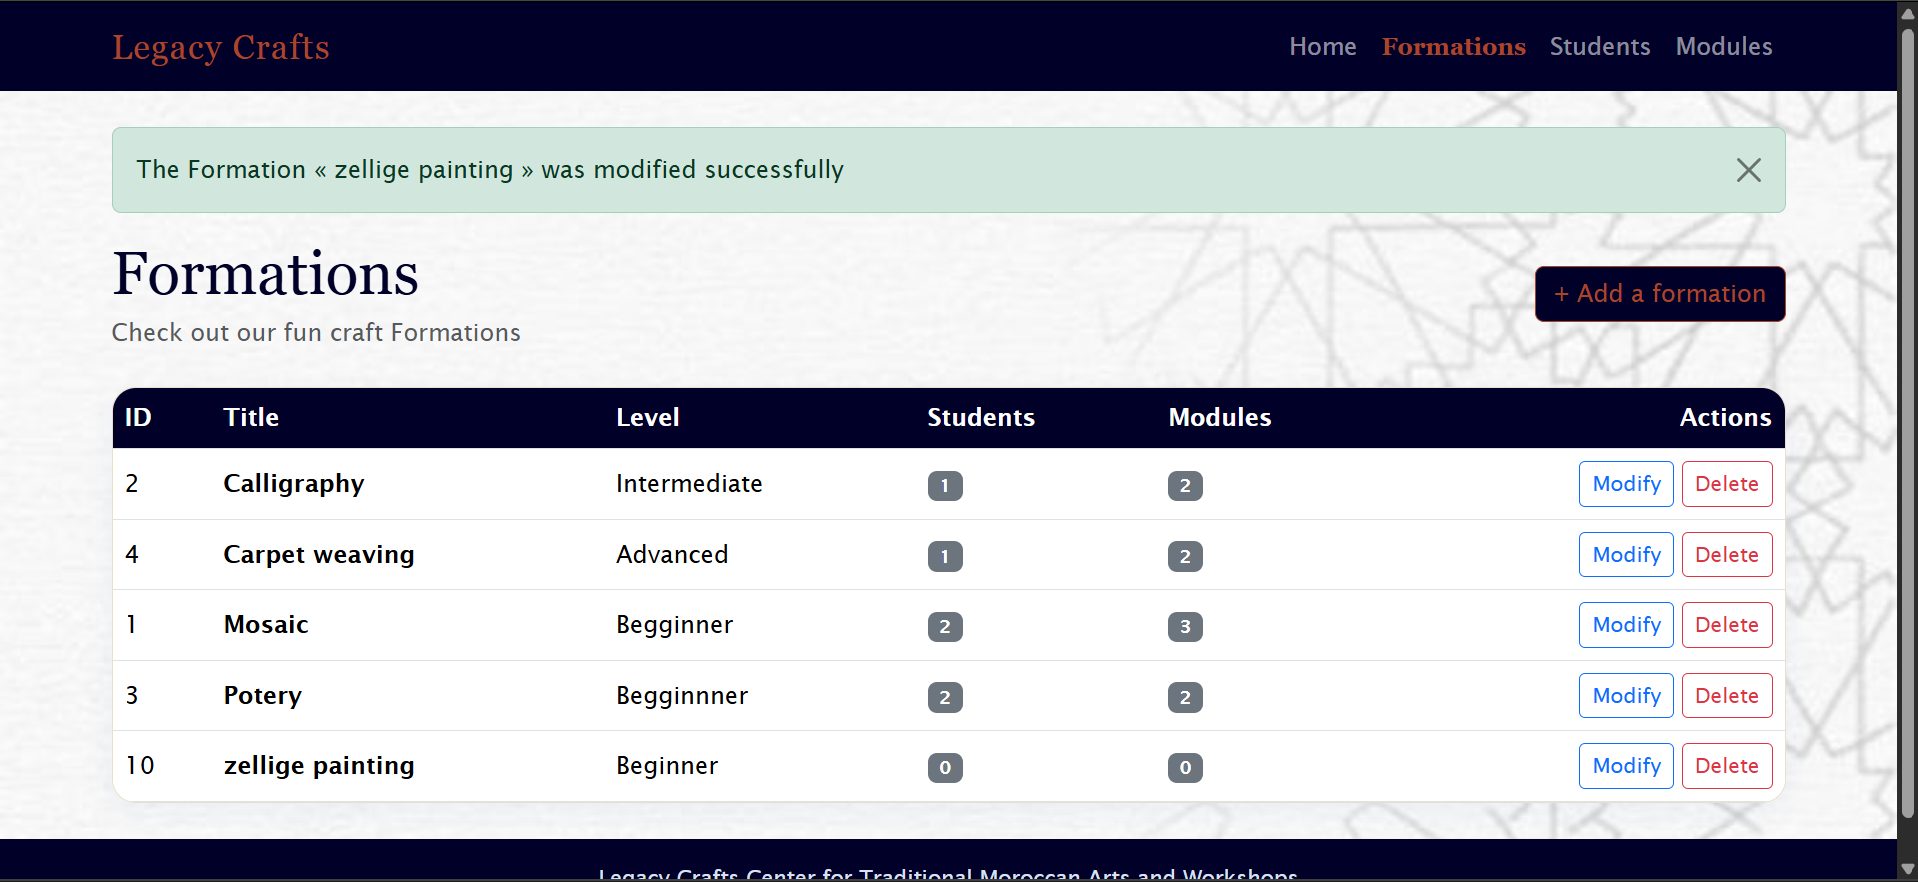 Legacy Crafts
Home Formations Students Modules
The Formation « zellige painting » was modified successfully
Formations
+ Add a formation
Check out our fun craft Formations
ID Title Level Students Modules Actions
2 Calligraphy Intermediate 1 2 Modify Delete
4 Carpet weaving Advanced 1 2 Modify Delete
1 Mosaic Begginner 2 3 Modify Delete
3 Potery Begginnner 2 2 Modify Delete
10 zellige painting Beginner 0 0 Modify Delete
Legacy Crafts Center for Traditional Moroccan Arts and Workshops